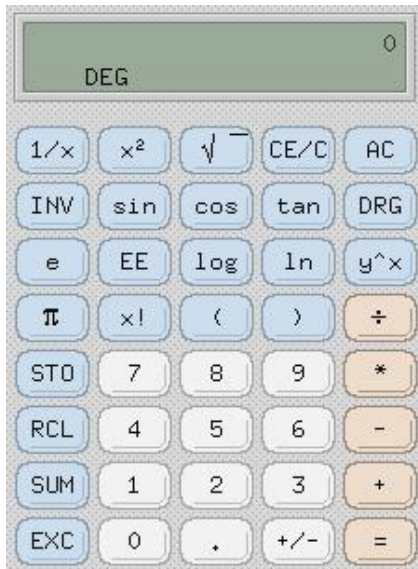 0
DEG
1/x x² √‾ CE/C AC
INV sin cos tan DRG
e EE log ln y^x
π x! ( ) ÷
STO 7 8 9 *
RCL 4 5 6 -
SUM 1 2 3 +
EXC 0 . +/- =